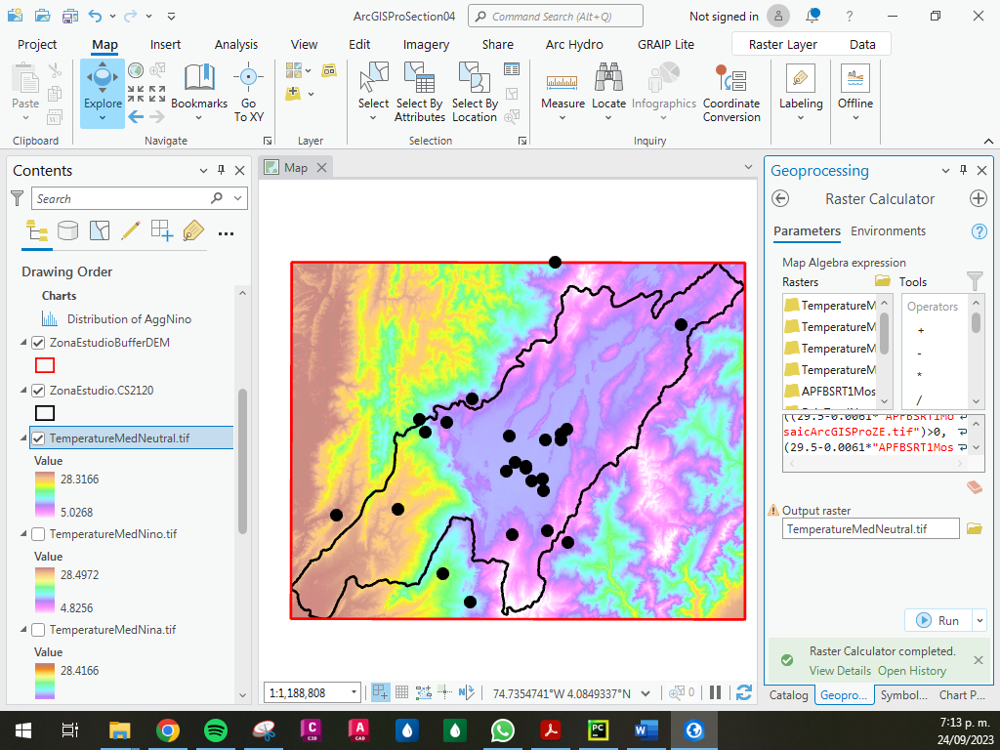 ArcGISProSection04
Command Search (Alt+Q)
Not signed in
?
Project
Map
Insert
Analysis
View
Edit
Imagery
Share
Arc Hydro
GRAIP Lite
Raster Layer
Data
Paste
Explore
Bookmarks
Go
To XY
Select
Select By
Attributes
Select By
Location
Measure
Locate
Infographics
Coordinate
Conversion
Labeling
Offline
Clipboard
Navigate
Layer
Selection
Inquiry
Contents
Search
Drawing Order
Charts
Distribution of AggNino
ZonaEstudioBufferDEM
ZonaEstudio.CS2120
TemperatureMedNeutral.tif
Value
28.3166
5.0268
TemperatureMedNino.tif
Value
28.4972
4.8256
TemperatureMedNina.tif
Value
28.4166
Map
1:1,188,808
74.7354741°W 4.0849337°N
0
Geoprocessing
Raster Calculator
Parameters
Environments
?
Map Algebra expression
Rasters
Tools
TemperatureM
TemperatureM
TemperatureM
TemperatureM
APFBSRT1Mos
Operators
+
-
*
/
((29.5-0.0061*"APFBSRT1Mo
saicArcGISProZE.tif")>0,
(29.5-0.0061*"APFBSRT1Mos
Output raster
TemperatureMedNeutral.tif
Run
Raster Calculator completed.
View Details Open History
Catalog
Geopro...
Symbol...
Chart P...
C
C3D
A
CAD
PC
W
7:13 p. m.
24/09/2023